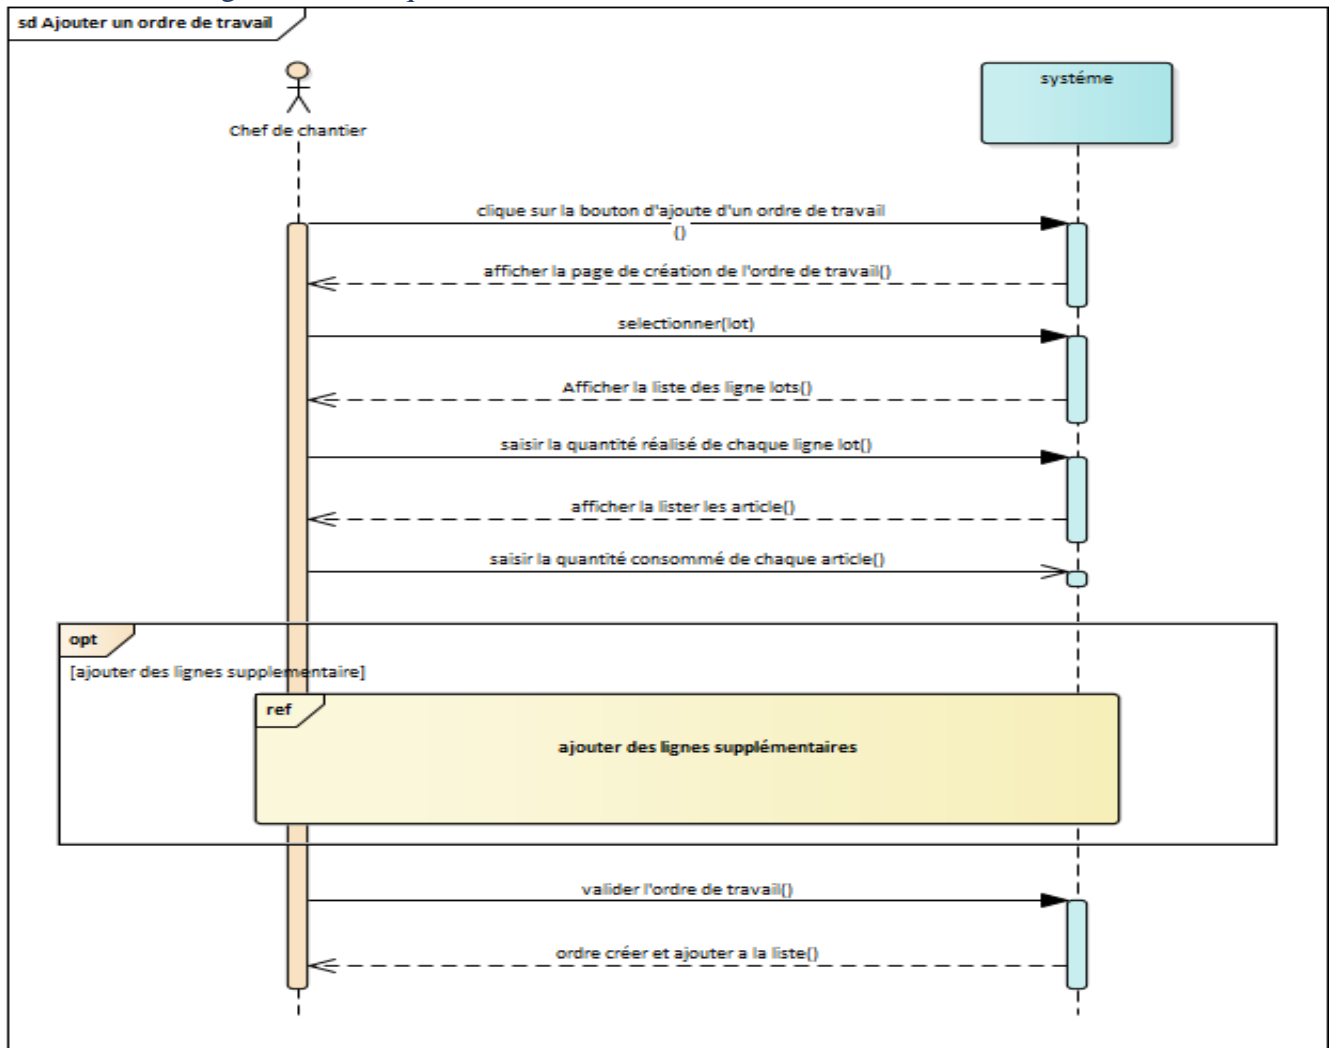 sd Ajouter un ordre de travail
systéme
Chef de chantier
clique sur la bouton d'ajoute d'un ordre de travail
()
afficher la page de création de l'ordre de travail()
selectionner(lot)
Afficher la liste des ligne lots()
saisir la quantité réalisé de chaque ligne lot()
afficher la lister les article()
saisir la quantité consommé de chaque article()
opt
[ajouter des lignes supplementaire]
ref
ajouter des lignes supplémentaires
valider l'ordre de travail()
ordre créer et ajouter a la liste()